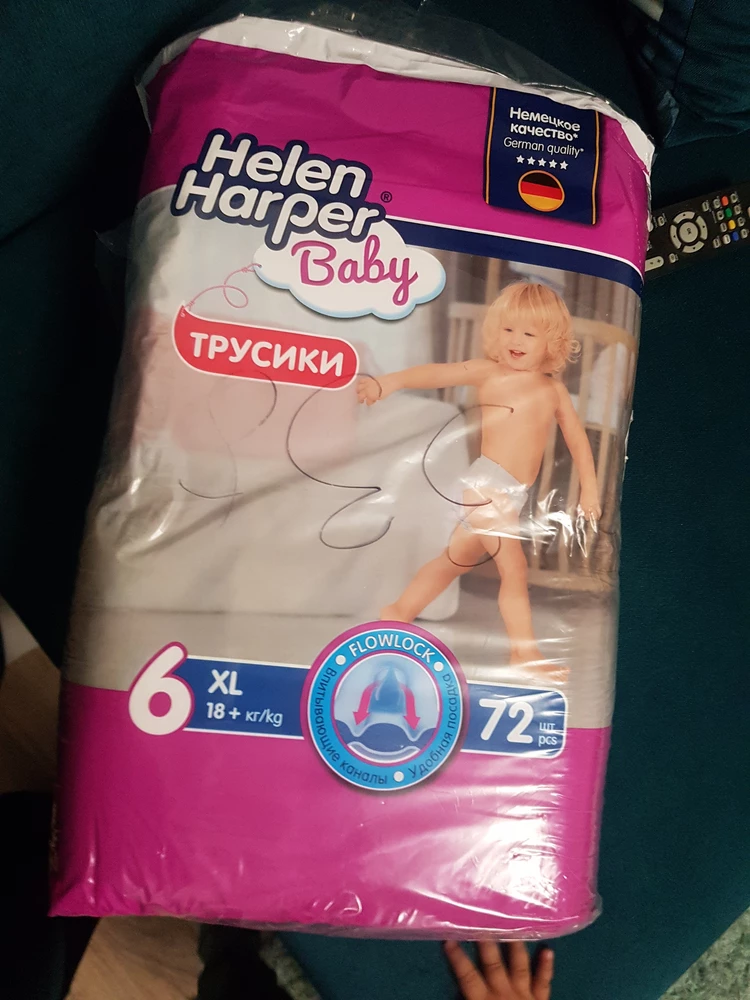 Немецкое
качество*
German quality*
Helen
Harper®
Baby
ТРУСИКИ
FLOWLOCK
Впитывающие каналы • Удобная посадка
6
XL
18+ кг/kg
72 шт.
pcs